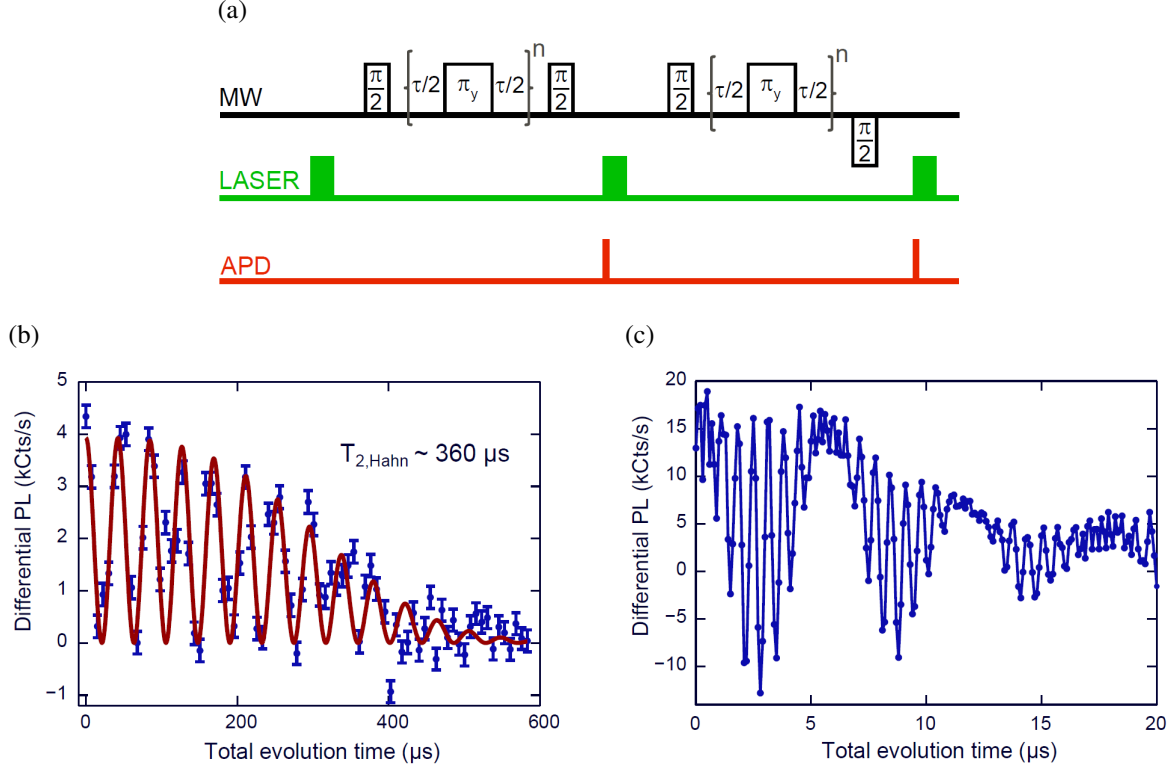 (a)
MW
π/2 {τ/2 π_y τ/2}^n π/2 π/2 {τ/2 π_y τ/2}^n π/2
LASER
APD
(b)
Differential PL (kCts/s)
5
4
3
2
1
0
−1
T2,Hahn ~ 360 µs
0 200 400 600
Total evolution time (µs)
(c)
Differential PL (kCts/s)
20
15
10
5
0
−5
−10
0 5 10 15 20
Total evolution time (µs)